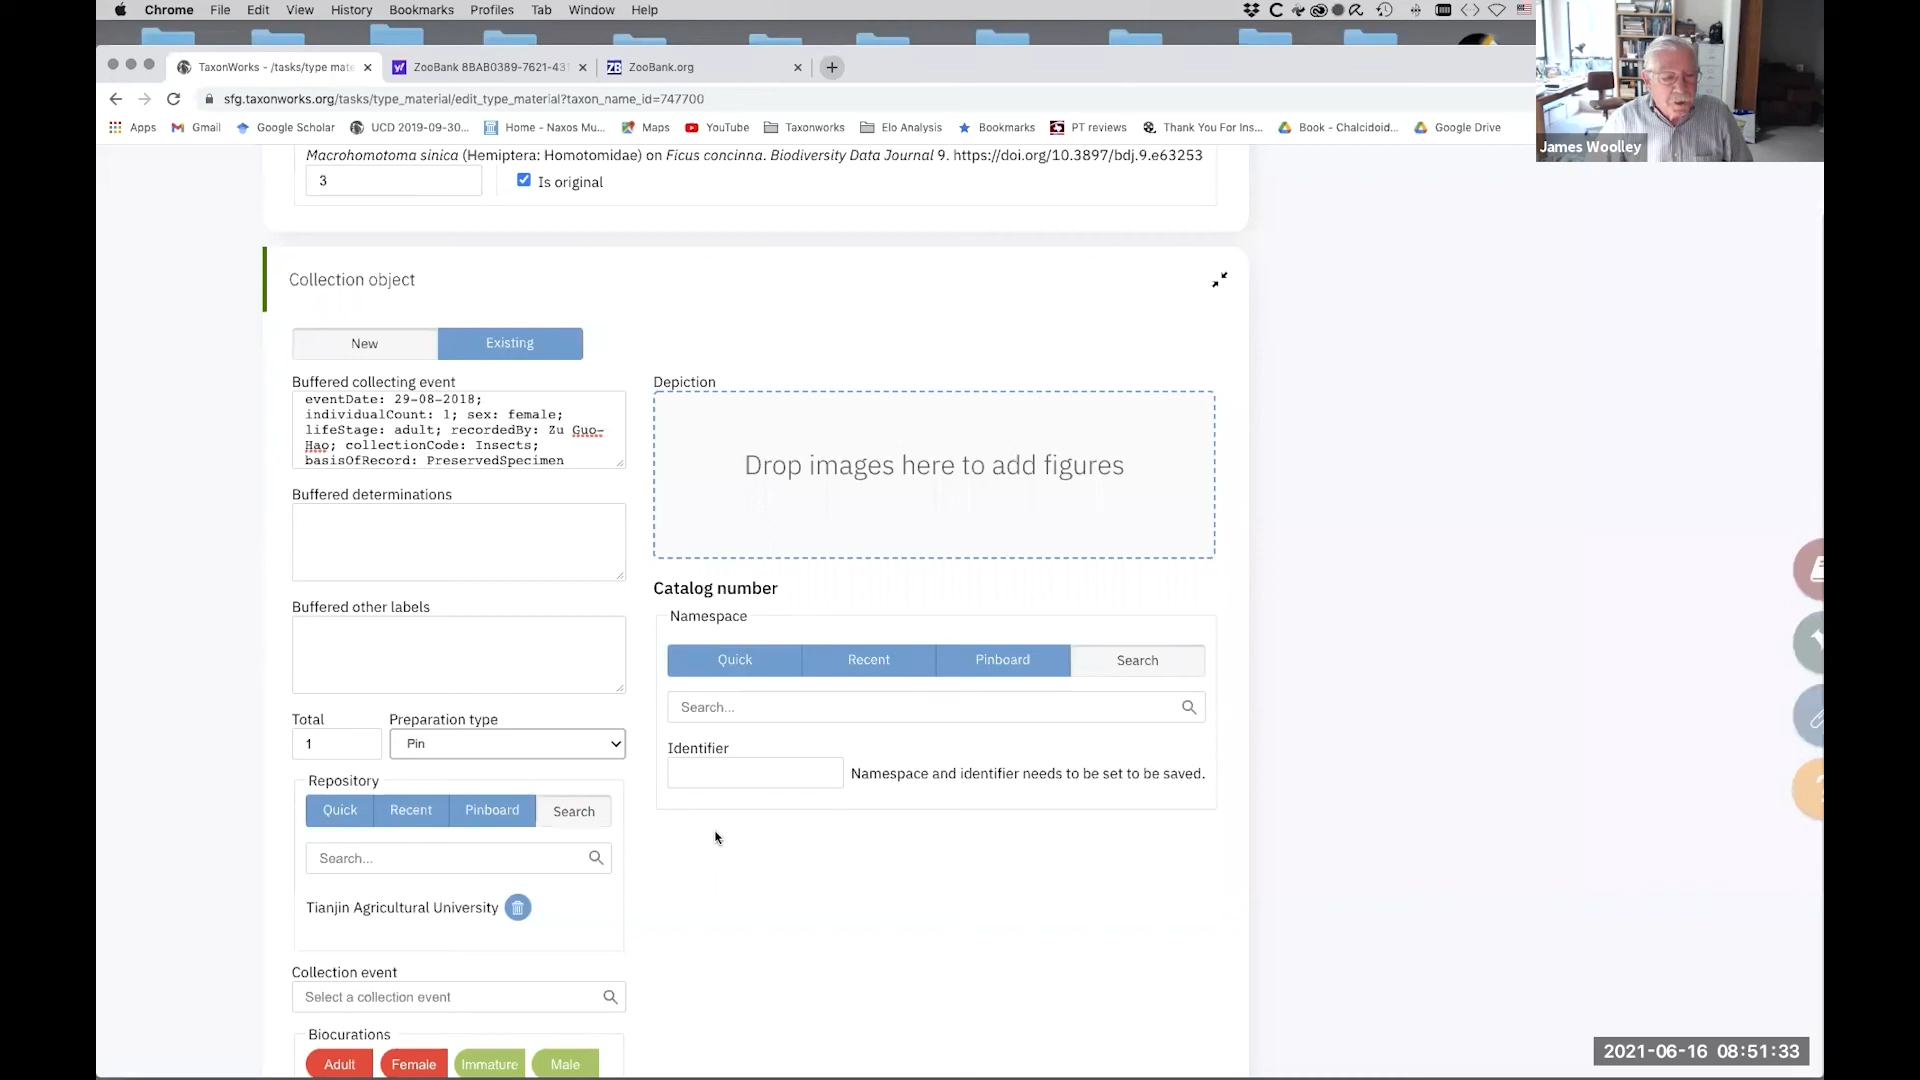 Chrome File Edit View History Bookmarks Profiles Tab Window Help
TaxonWorks - /tasks/type mate
ZooBank 8BAB0389-7621-431
ZooBank.org
sfg.taxonworks.org/tasks/type_material/edit_type_material?taxon_name_id=747700
Apps Gmail Google Scholar UCD 2019-09-30... Home - Naxos Mu... Maps YouTube Taxonworks Elo Analysis Bookmarks PT reviews Thank You For Ins... Book - Chalcidoid... Google Drive
James Woolley
Macrohomotoma sinica (Hemiptera: Homotomidae) on Ficus concinna. Biodiversity Data Journal 9. https://doi.org/10.3897/bdj.9.e63253
3 Is original
Collection object
New Existing
Buffered collecting event
eventDate: 29-08-2018;
individualCount: 1; sex: female;
lifeStage: adult; recordedBy: Zu Guo-
Hao; collectionCode: Insects;
basisOfRecord: PreservedSpecimen
Depiction
Drop images here to add figures
Buffered determinations
Buffered other labels
Catalog number
Namespace
Quick Recent Pinboard Search
Search...
Identifier
Namespace and identifier needs to be set to be saved.
Total Preparation type
1 Pin
Repository
Quick Recent Pinboard Search
Search...
Tianjin Agricultural University
Collection event
Select a collection event
Biocurations
Adult Female Immature Male
2021-06-16 08:51:33